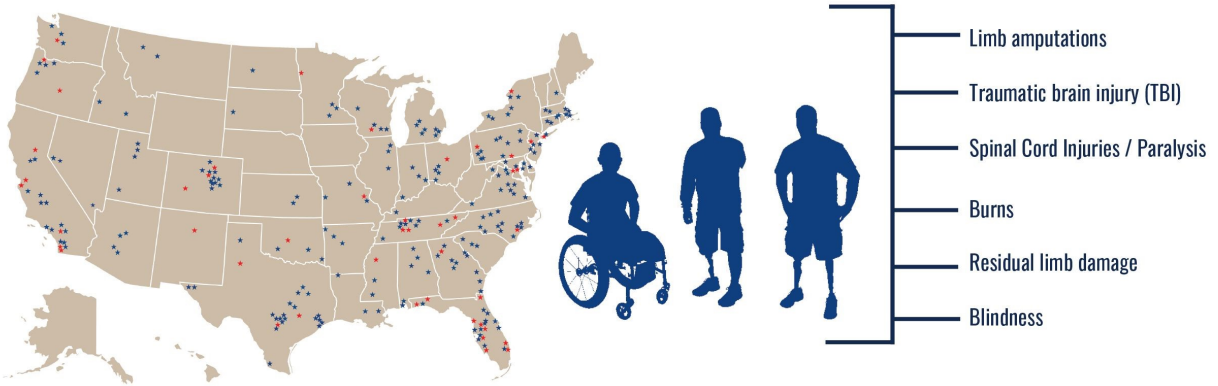 Limb amputations
Traumatic brain injury (TBI)
Spinal Cord Injuries / Paralysis
Burns
Residual limb damage
Blindness